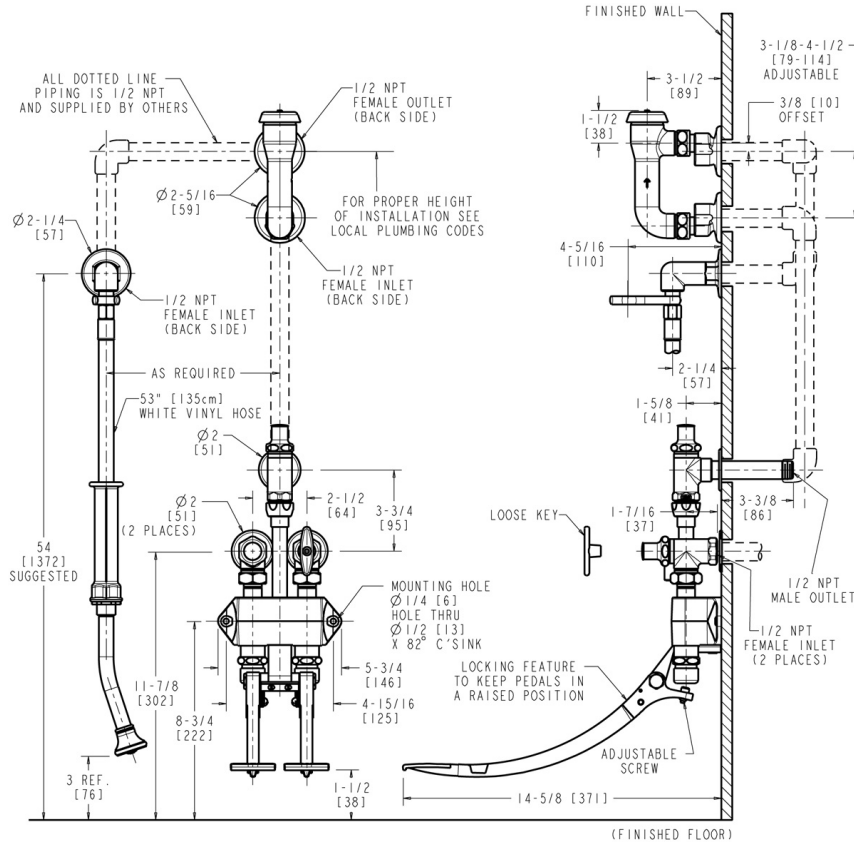 FINISHED WALL
3-1/8-4-1/2
[79-114]
ADJUSTABLE
3-1/2
[89]
1-1/2
[38]
3/8 [10]
OFFSET
ALL DOTTED LINE
PIPING IS 1/2 NPT
AND SUPPLIED BY OTHERS
1/2 NPT
FEMALE OUTLET
(BACK SIDE)
Ø2-5/16
[59]
FOR PROPER HEIGHT
OF INSTALLATION SEE
LOCAL PLUMBING CODES
Ø2-1/4
[57]
4-5/16
[110]
1/2 NPT
FEMALE INLET
(BACK SIDE)
1/2 NPT
FEMALE INLET
(BACK SIDE)
AS REQUIRED
2-1/4
[57]
53" [135cm]
WHITE VINYL HOSE
1-5/8
[41]
Ø2
[51]
2-1/2
[64]
3-3/4
[95]
Ø2
[51]
(2 PLACES)
LOOSE KEY
1-7/16
[37]
3-3/8
[86]
54
[1372]
SUGGESTED
MOUNTING HOLE
Ø1/4 [6]
HOLE THRU
Ø1/2 [13]
X 82° C'SINK
1/2 NPT
MALE OUTLET
1/2 NPT
FEMALE INLET
(2 PLACES)
5-3/4
[146]
LOCKING FEATURE
TO KEEP PEDALS IN
A RAISED POSITION
11-7/8
[302]
4-15/16
[125]
8-3/4
[222]
ADJUSTABLE
SCREW
3 REF.
[76]
1-1/2
[38]
14-5/8 [371]
(FINISHED FLOOR)